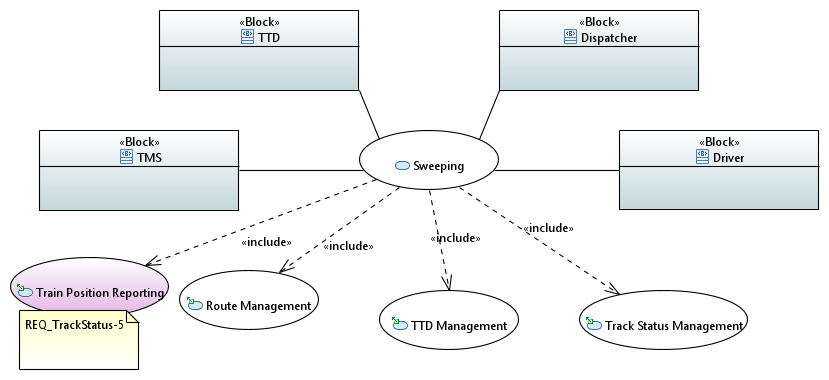 «Block»
TTD
«Block»
Dispatcher
«Block»
TMS
Sweeping
«Block»
Driver
«include»
«include»
«include»
«include»
Train Position Reporting
Route Management
TTD Management
Track Status Management
REQ_TrackStatus-5